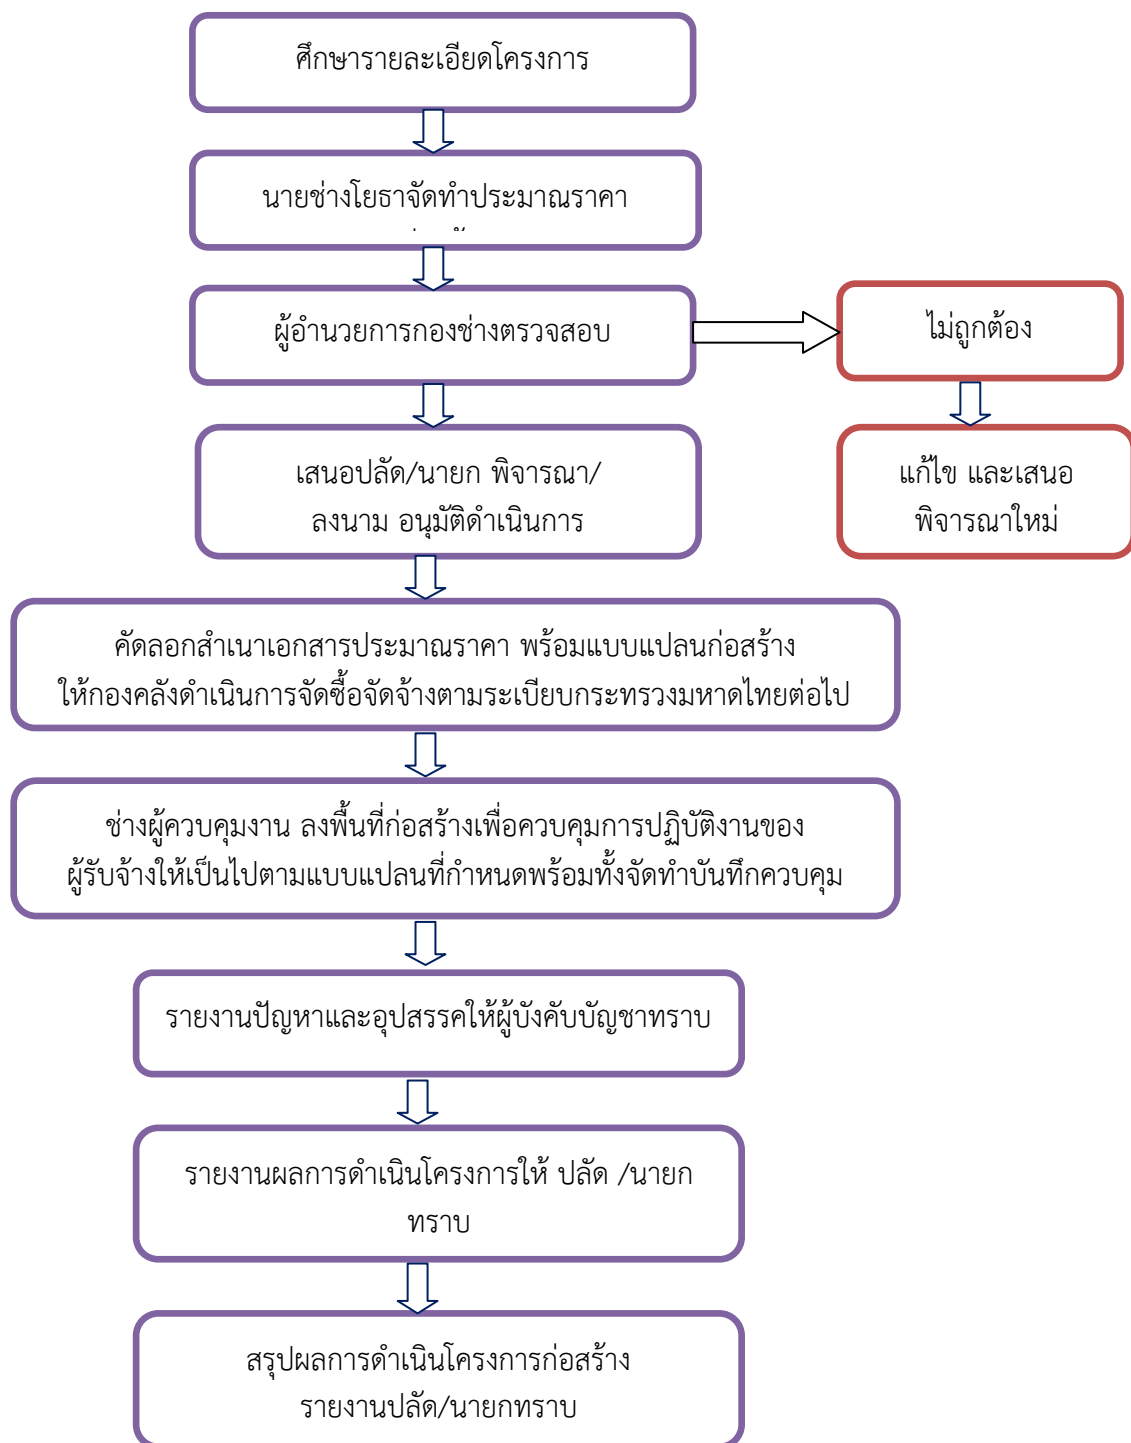 ศึกษารายละเอียดโครงการ
นายช่างโยธาจัดทำประมาณราคา
ผู้อำนวยการกองช่างตรวจสอบ
ไม่ถูกต้อง
เสนอปลัด/นายก พิจารณา/
ลงนาม อนุมัติดำเนินการ
แก้ไข และเสนอ
พิจารณาใหม่
คัดลอกสำเนาเอกสารประมาณราคา พร้อมแบบแปลนก่อสร้าง
ให้กองคลังดำเนินการจัดซื้อจัดจ้างตามระเบียบกระทรวงมหาดไทยต่อไป
ช่างผู้ควบคุมงาน ลงพื้นที่ก่อสร้างเพื่อควบคุมการปฏิบัติงานของ
ผู้รับจ้างให้เป็นไปตามแบบแปลนที่กำหนดพร้อมทั้งจัดทำบันทึกควบคุม
รายงานปัญหาและอุปสรรคให้ผู้บังคับบัญชาทราบ
รายงานผลการดำเนินโครงการให้ ปลัด /นายก
ทราบ
สรุปผลการดำเนินโครงการก่อสร้าง
รายงานปลัด/นายกทราบ